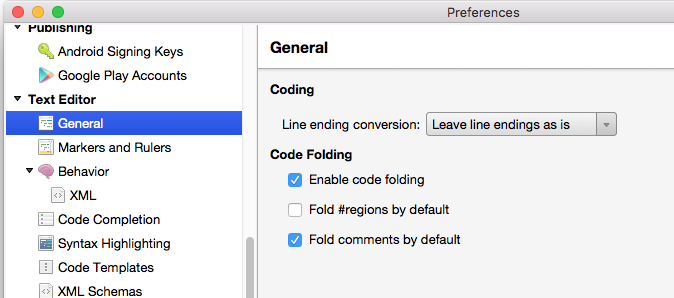 Preferences
Publishing
Android Signing Keys
Google Play Accounts
Text Editor
General
Markers and Rulers
Behavior
XML
Code Completion
Syntax Highlighting
Code Templates
XML Schemas
General
Coding
Line ending conversion: Leave line endings as is
Code Folding
Enable code folding
Fold #regions by default
Fold comments by default